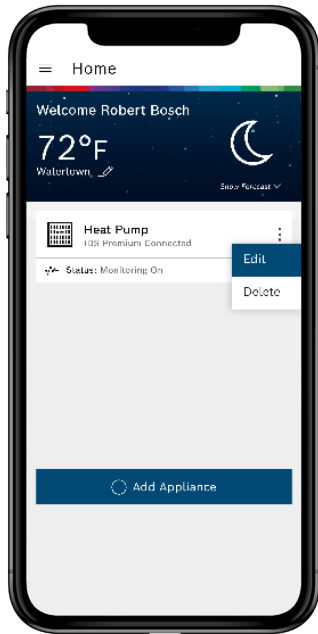 Home
Welcome Robert Bosch
72°F
Watertown
Show Forecast
Heat Pump
IDS Premium Connected
Edit
Status: Monitoring On
Delete
Add Appliance